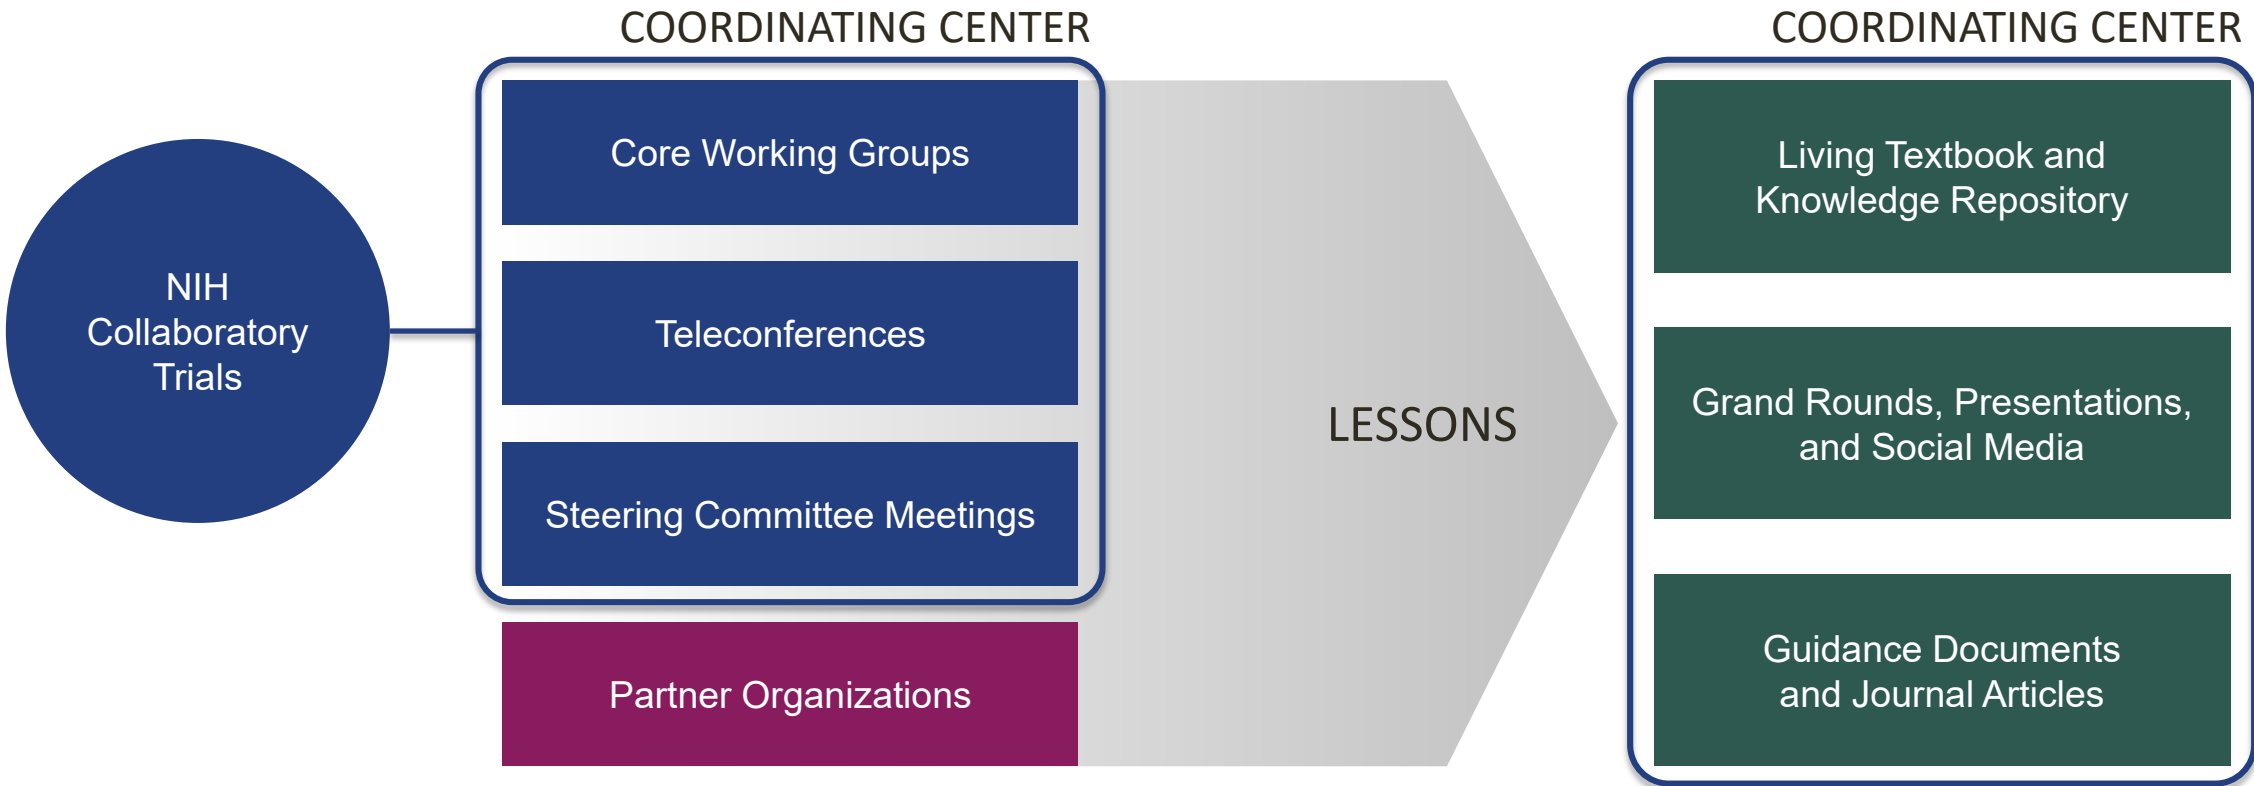 COORDINATING CENTER
COORDINATING CENTER
NIH
Collaboratory
Trials
Core Working Groups
Teleconferences
Steering Committee Meetings
Partner Organizations
LESSONS
Living Textbook and
Knowledge Repository
Grand Rounds, Presentations,
and Social Media
Guidance Documents
and Journal Articles